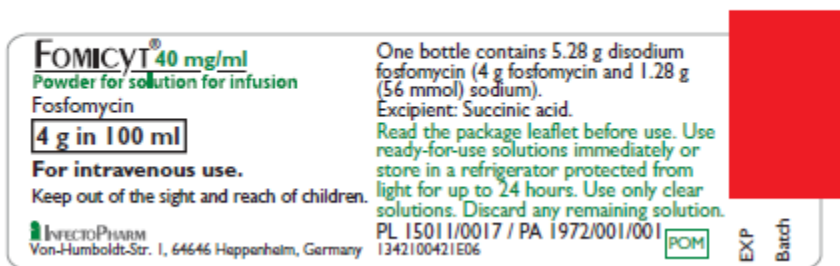 FOMICYT® 40 mg/ml
Powder for solution for infusion
Fosfomycin
4 g in 100 ml
For intravenous use.
Keep out of the sight and reach of children.
INFECTOPHARM
Von-Humboldt-Str. 1, 64646 Heppenheim, Germany
One bottle contains 5.28 g disodium
fosfomycin (4 g fosfomycin and 1.28 g
(56 mmol) sodium).
Excipient: Succinic acid.
Read the package leaflet before use. Use
ready-for-use solutions immediately or
store in a refrigerator protected from
light for up to 24 hours. Use only clear
solutions. Discard any remaining solution.
PL 15011/0017 / PA 1972/001/001
1342100421E06
POM
EXP
Batch